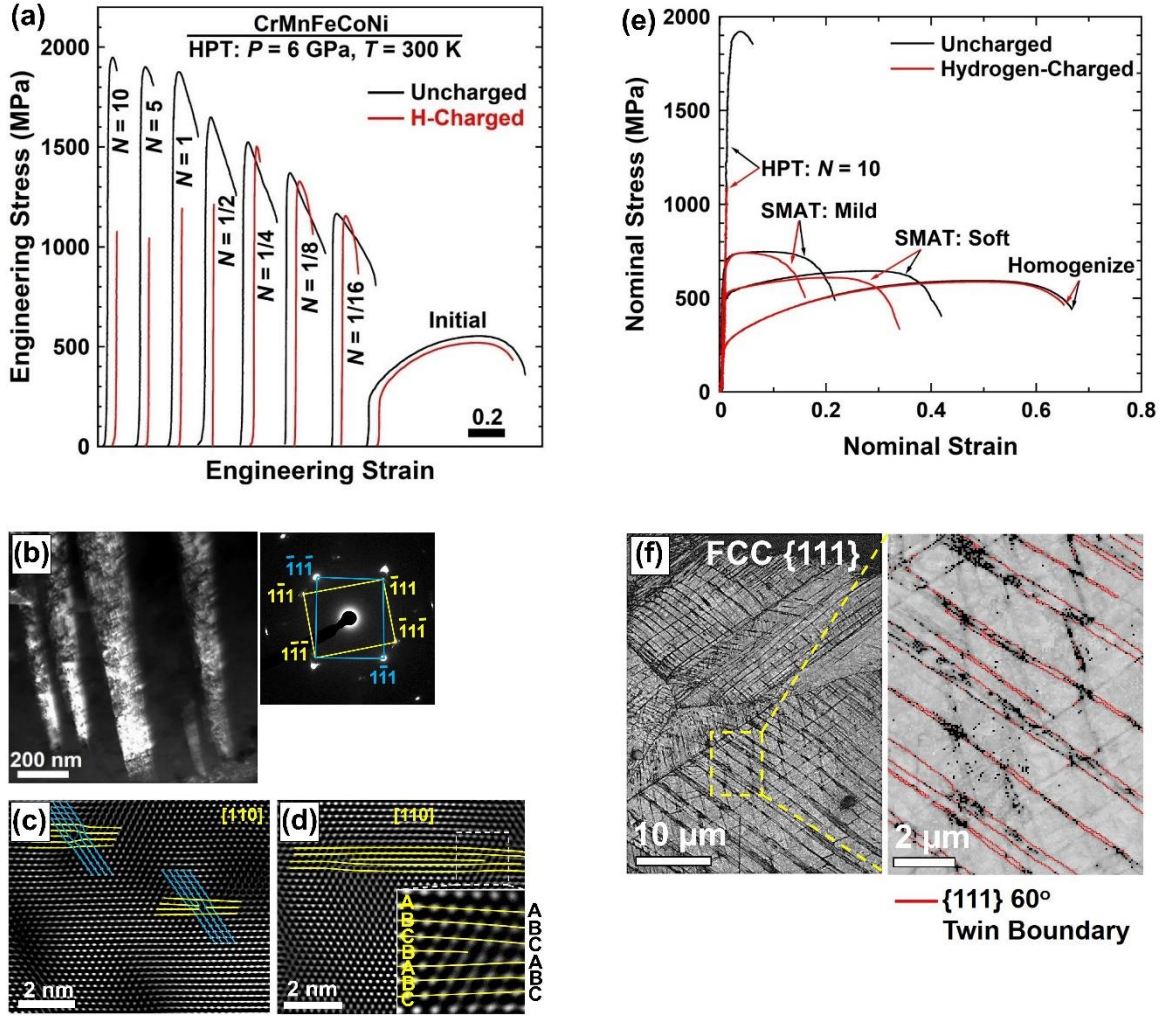 (a)
CrMnFeCoNi
HPT: P = 6 GPa, T = 300 K
Uncharged
H-Charged
N = 10
N = 5
N = 1
N = 1/2
N = 1/4
N = 1/8
N = 1/16
Initial
0.2
2000
1500
1000
500
0
Engineering Stress (MPa)
Engineering Strain
(e)
Uncharged
Hydrogen-Charged
HPT: N = 10
SMAT: Mild
SMAT: Soft
Homogenize
2000
1500
1000
500
0
0 0.2 0.4 0.6 0.8
Nominal Stress (MPa)
Nominal Strain
(b)
200 nm
1̄11̄
11̄1
1̄11
11̄1̄
1̄11̄
11̄1
(c)
[110]
2 nm
(d)
[110]
A
B
C
B
A
B
C
A
B
C
A
B
C
2 nm
(f)
FCC {111}
10 µm
2 µm
{111} 60°
Twin Boundary